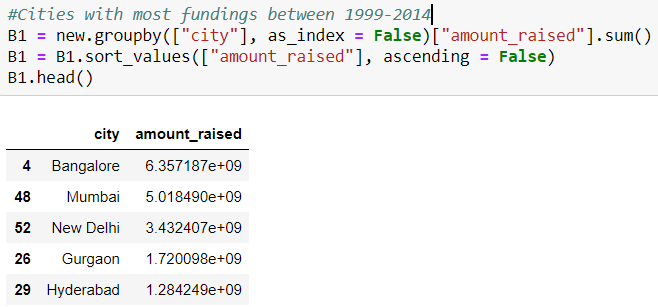 #Cities with most fundings between 1999-2014
B1 = new.groupby(["city"], as_index = False)["amount_raised"].sum()
B1 = B1.sort_values(["amount_raised"], ascending = False)
B1.head()
city amount_raised
4 Bangalore 6.357187e+09
48 Mumbai 5.018490e+09
52 New Delhi 3.432407e+09
26 Gurgaon 1.720098e+09
29 Hyderabad 1.284249e+09